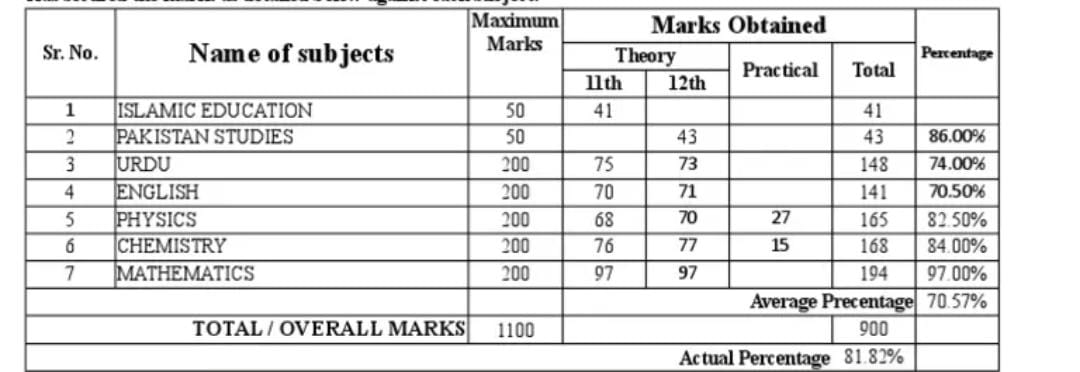 Sr. No. Name of subjects Maximum Marks Marks Obtained Percentage
Theory Practical Total
11th 12th
1 ISLAMIC EDUCATION 50 41 41
2 PAKISTAN STUDIES 50 43 43 86.00%
3 URDU 200 75 73 148 74.00%
4 ENGLISH 200 70 71 141 70.50%
5 PHYSICS 200 68 70 27 165 82.50%
6 CHEMISTRY 200 76 77 15 168 84.00%
7 MATHEMATICS 200 97 97 194 97.00%
Average Precentage 70.57%
TOTAL / OVERALL MARKS 1100 900
Actual Percentage 81.82%